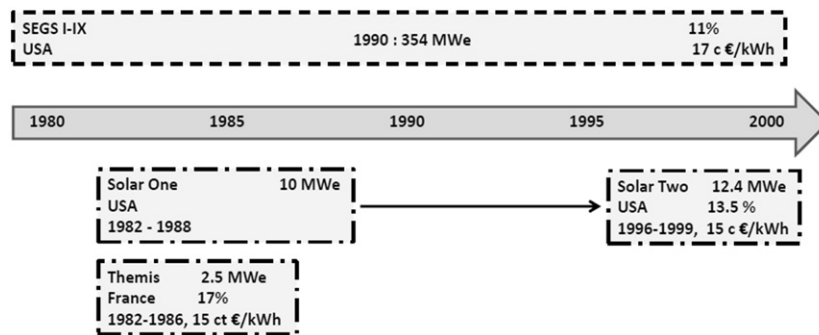 SEGS I-IX 11%
USA 1990 : 354 MWe 17 c €/kWh
1980 1985 1990 1995 2000
Solar One 10 MWe
USA
1982 - 1988
Solar Two 12.4 MWe
USA 13.5 %
1996-1999, 15 c €/kWh
Themis 2.5 MWe
France 17%
1982-1986, 15 ct €/kWh